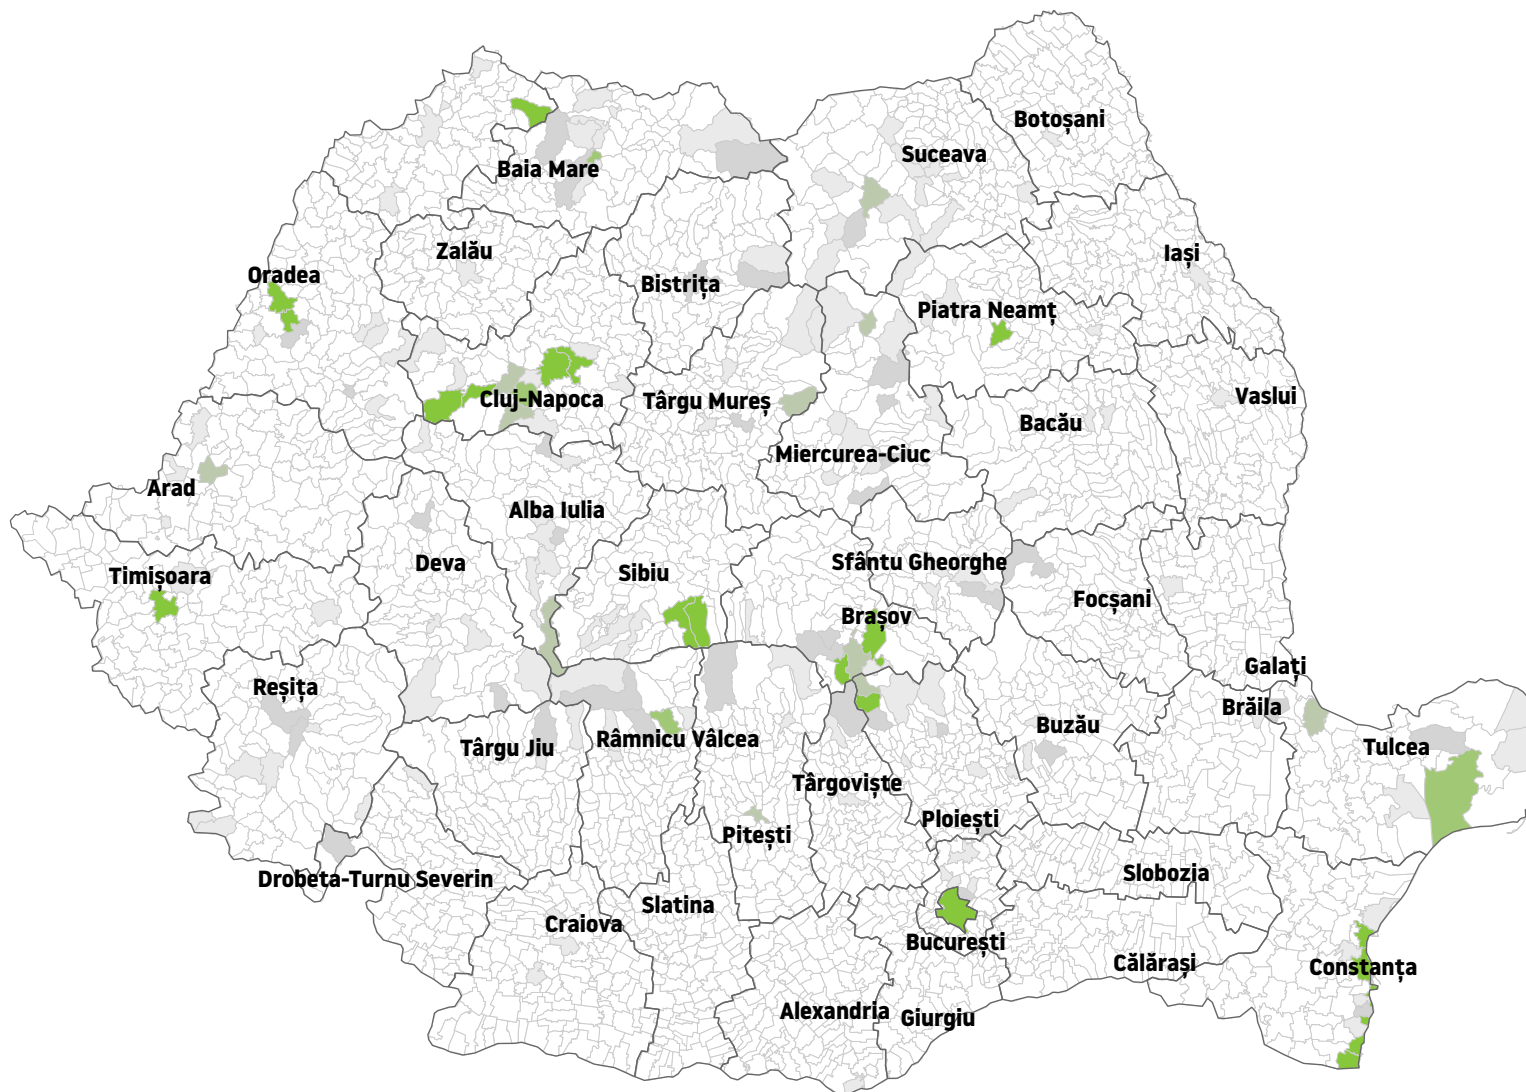 Botoșani
Suceava
Baia Mare
Zalău
Iași
Oradea
Bistrița
Piatra Neamț
Cluj-Napoca
Târgu Mureș
Vaslui
Bacău
Miercurea-Ciuc
Arad
Alba Iulia
Deva
Sibiu
Sfântu Gheorghe
Timișoara
Focșani
Brașov
Galați
Reșița
Brăila
Buzău
Târgu Jiu
Râmnicu Vâlcea
Tulcea
Târgoviște
Ploiești
Pitești
Slobozia
Drobeta-Turnu Severin
Slatina
Craiova
București
Călărași
Constanța
Alexandria
Giurgiu